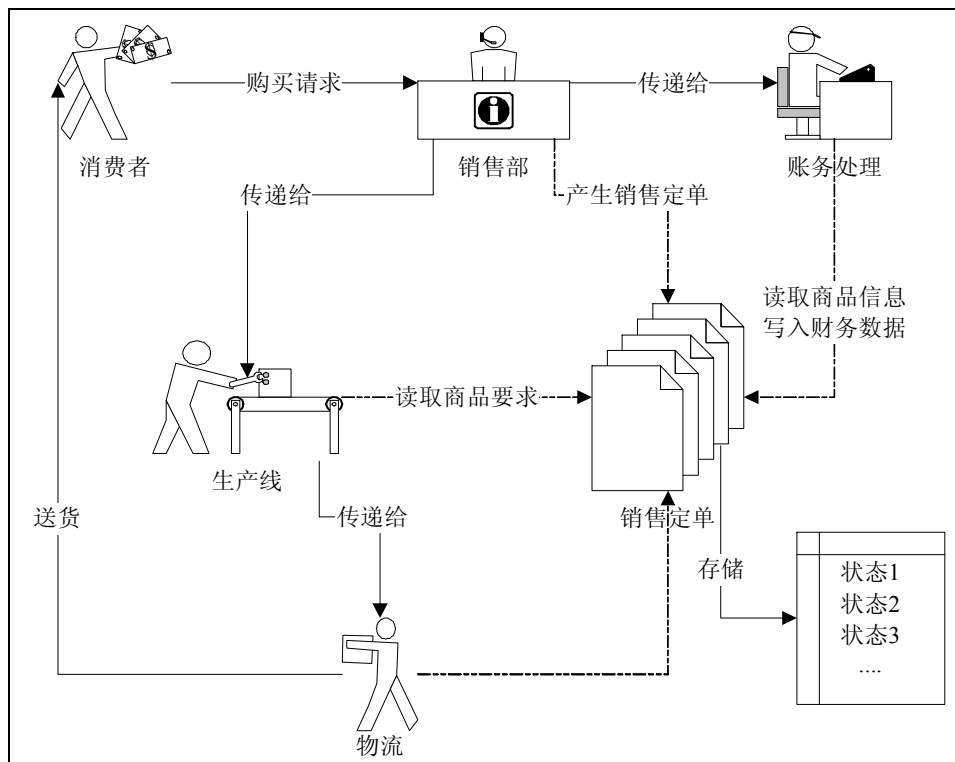 购买请求
传递给
消费者
销售部
账务处理
传递给
产生销售定单
读取商品信息
写入财务数据
读取商品要求
生产线
送货
传递给
销售定单
存储
状态1
状态2
状态3
....
物流